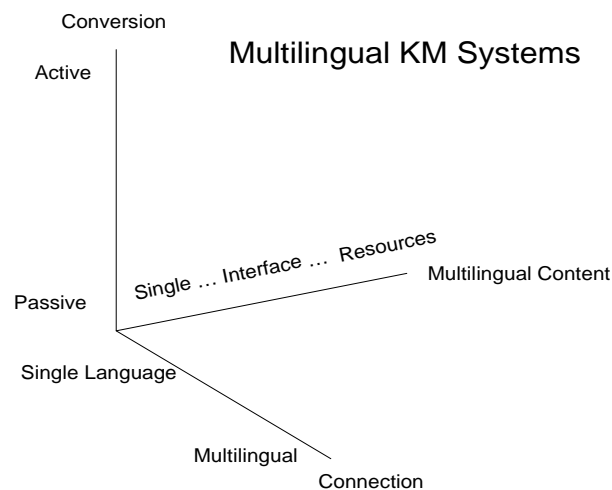 Conversion
Multilingual KM Systems
Active
Single … Interface … Resources
Multilingual Content
Passive
Single Language
Multilingual
Connection